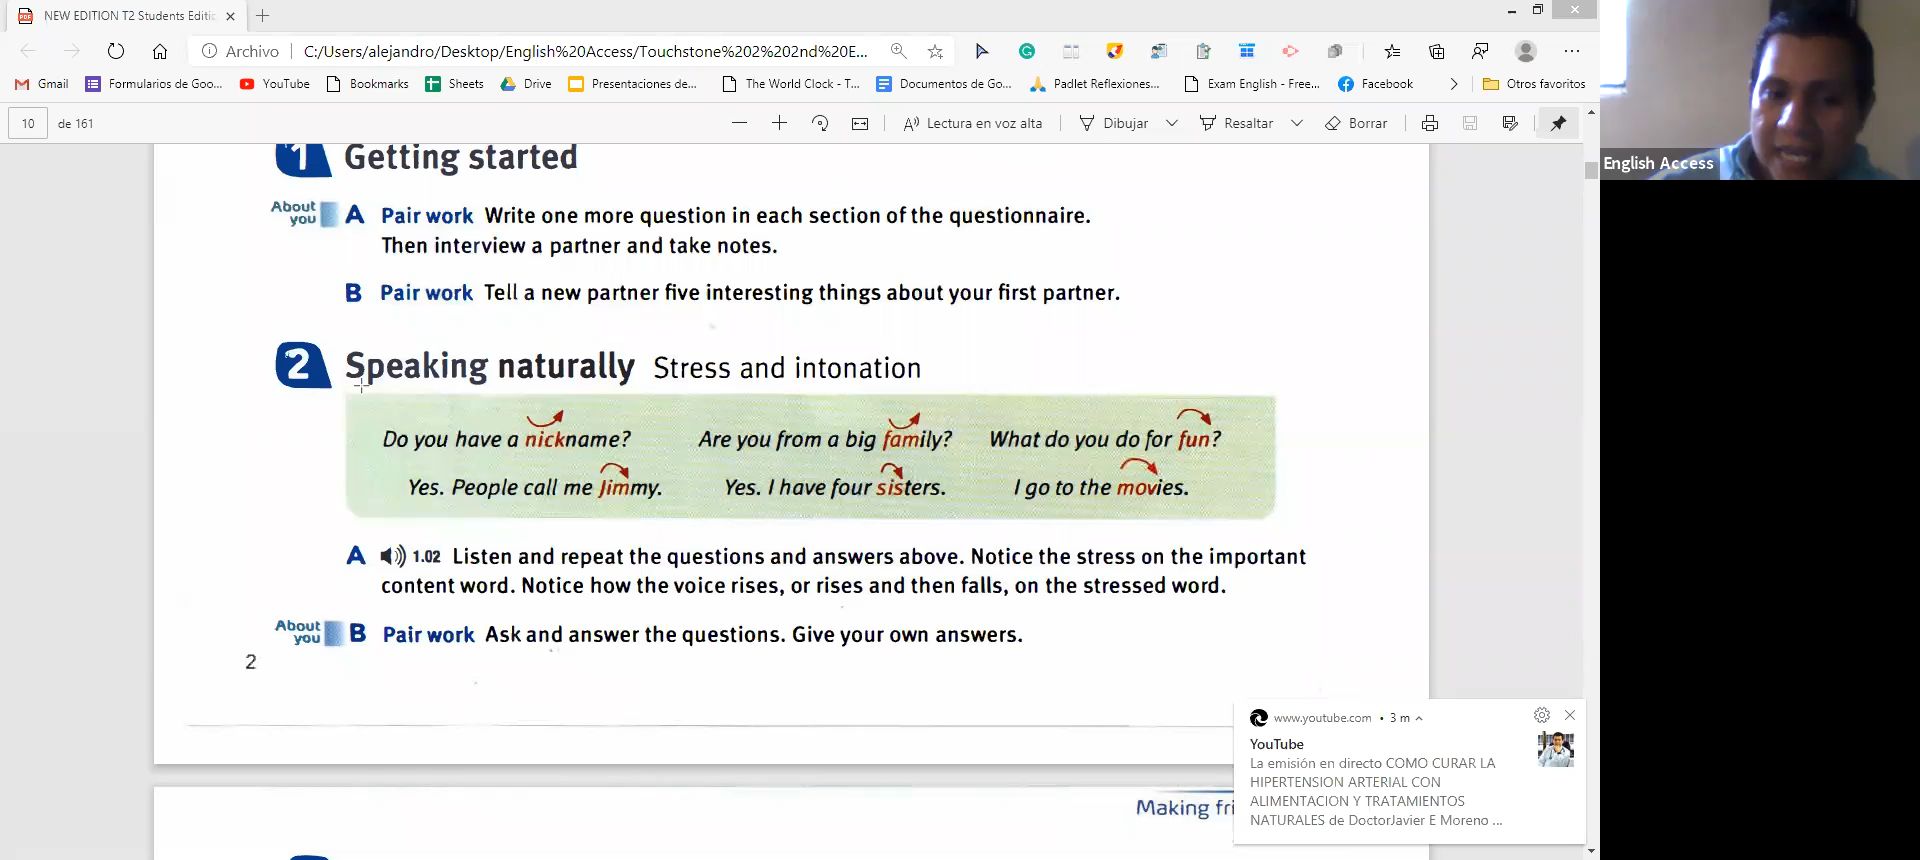 NEW EDITION T2 Students Editic
Archivo C:/Users/alejandro/Desktop/English%20Access/Touchstone%202%202nd%20E...
Gmail Formularios de Goo... YouTube Bookmarks Sheets Drive Presentaciones de... The World Clock - T... Documentos de Go... Padlet Reflexiones... Exam English - Free... Facebook Otros favoritos
10 de 161 Lectura en voz alta Dibujar Resaltar Borrar
English Access
1 Getting started
About you A Pair work Write one more question in each section of the questionnaire.
Then interview a partner and take notes.
B Pair work Tell a new partner five interesting things about your first partner.
2 Speaking naturally Stress and intonation
Do you have a nickname? Are you from a big family? What do you do for fun?
Yes. People call me Jimmy. Yes. I have four sisters. I go to the movies.
A 1.02 Listen and repeat the questions and answers above. Notice the stress on the important
content word. Notice how the voice rises, or rises and then falls, on the stressed word.
About you B Pair work Ask and answer the questions. Give your own answers.
2
www.youtube.com • 3 m
YouTube
La emisión en directo COMO CURAR LA
HIPERTENSION ARTERIAL CON
ALIMENTACION Y TRATAMIENTOS
NATURALES de DoctorJavier E Moreno ...
Making fri